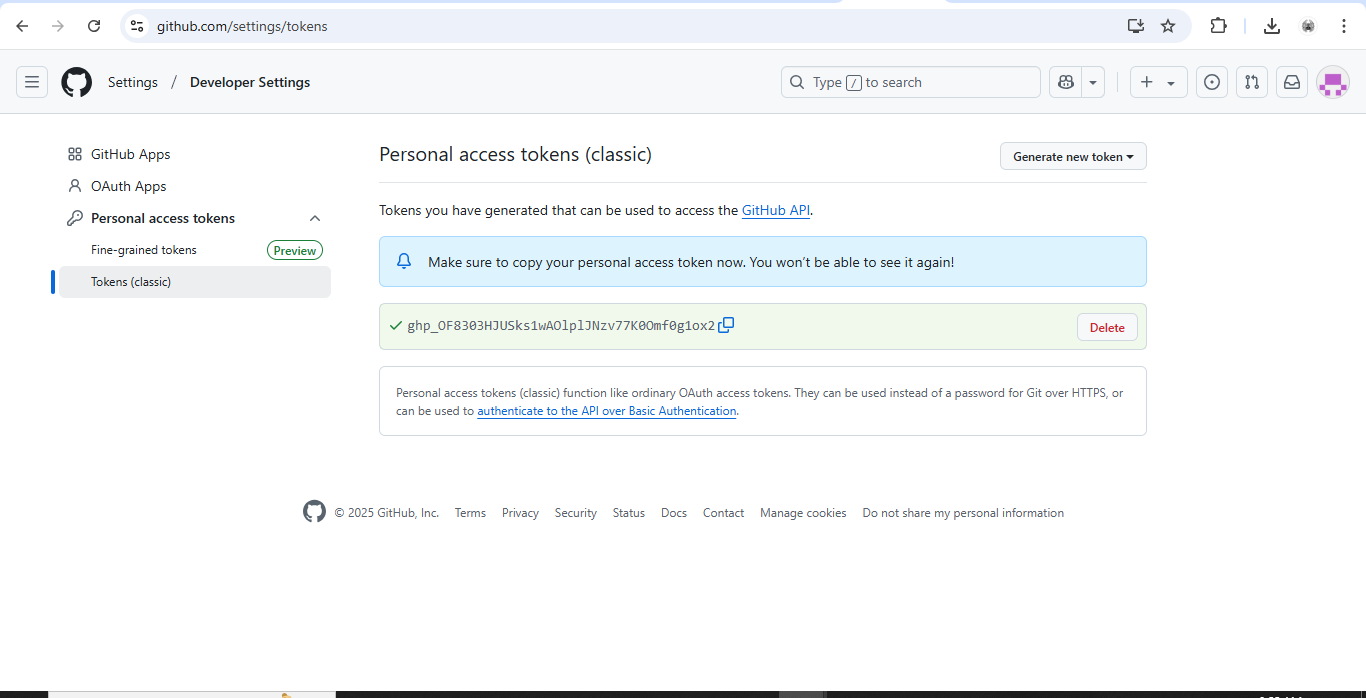 github.com/settings/tokens
Settings / Developer Settings
Type / to search
GitHub Apps
OAuth Apps
Personal access tokens
Fine-grained tokens
Preview
Tokens (classic)
Personal access tokens (classic)
Generate new token
Tokens you have generated that can be used to access the GitHub API.
Make sure to copy your personal access token now. You won’t be able to see it again!
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
Delete
Personal access tokens (classic) function like ordinary OAuth access tokens. They can be used instead of a password for Git over HTTPS, or
can be used to authenticate to the API over Basic Authentication.
© 2025 GitHub, Inc. Terms Privacy Security Status Docs Contact Manage cookies Do not share my personal information